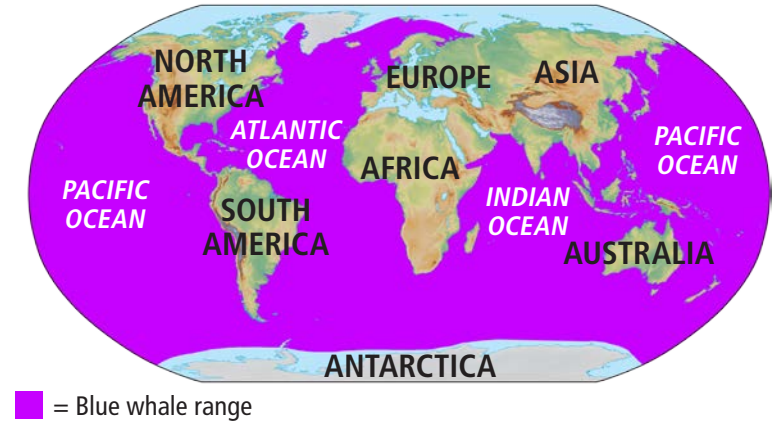 NORTH
AMERICA
EUROPE
ASIA
ATLANTIC
OCEAN
PACIFIC
OCEAN
AFRICA
PACIFIC
OCEAN
SOUTH
AMERICA
INDIAN
OCEAN
AUSTRALIA
ANTARCTICA
= Blue whale range